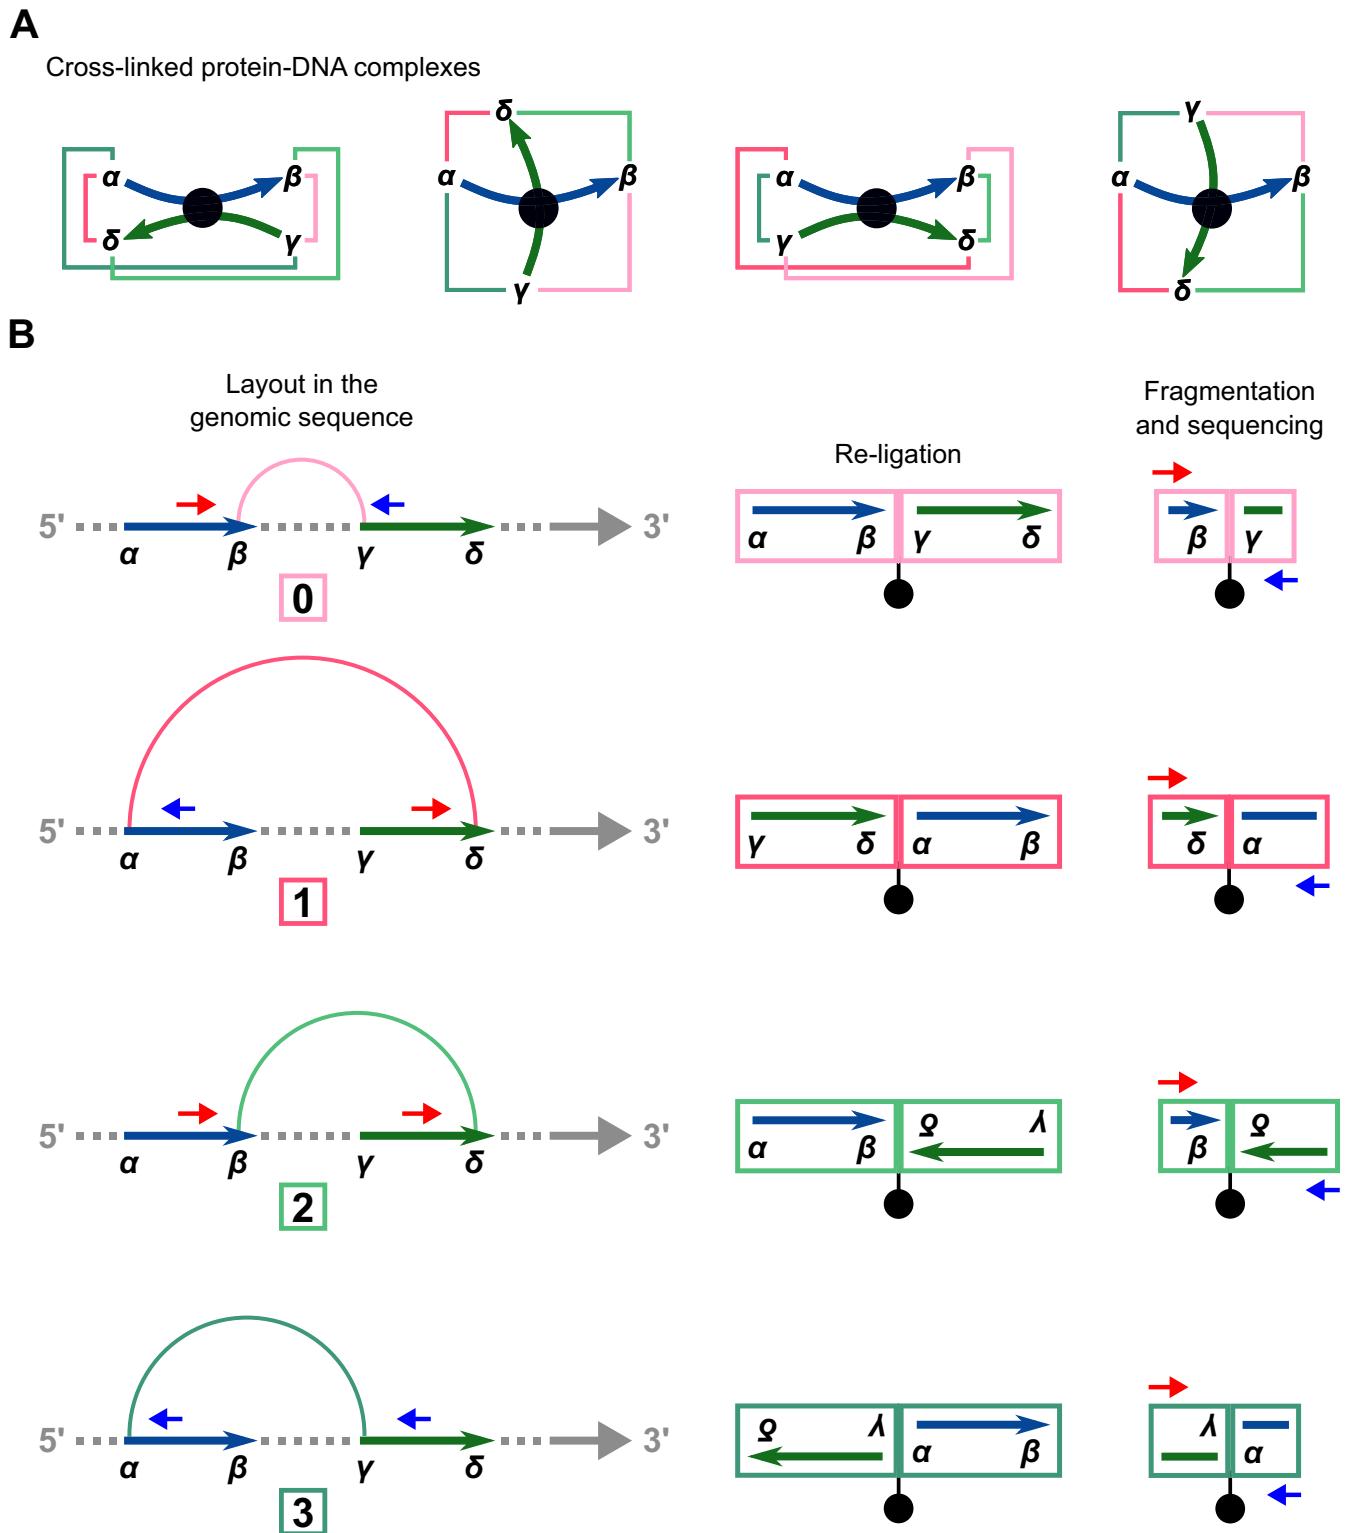 A
Cross-linked protein-DNA complexes
δ γ
α β α β α β α β
δ γ γ δ
γ δ
B
Layout in the
genomic sequence
Fragmentation
and sequencing
Re-ligation
5' 3'
α β γ δ
α β γ δ
β γ
0
5' 3'
α β γ δ
γ δ α β
δ α
1
5' 3'
α β γ δ
α β δ γ
β δ
2
5' 3'
α β γ δ
δ γ α β
γ α
3